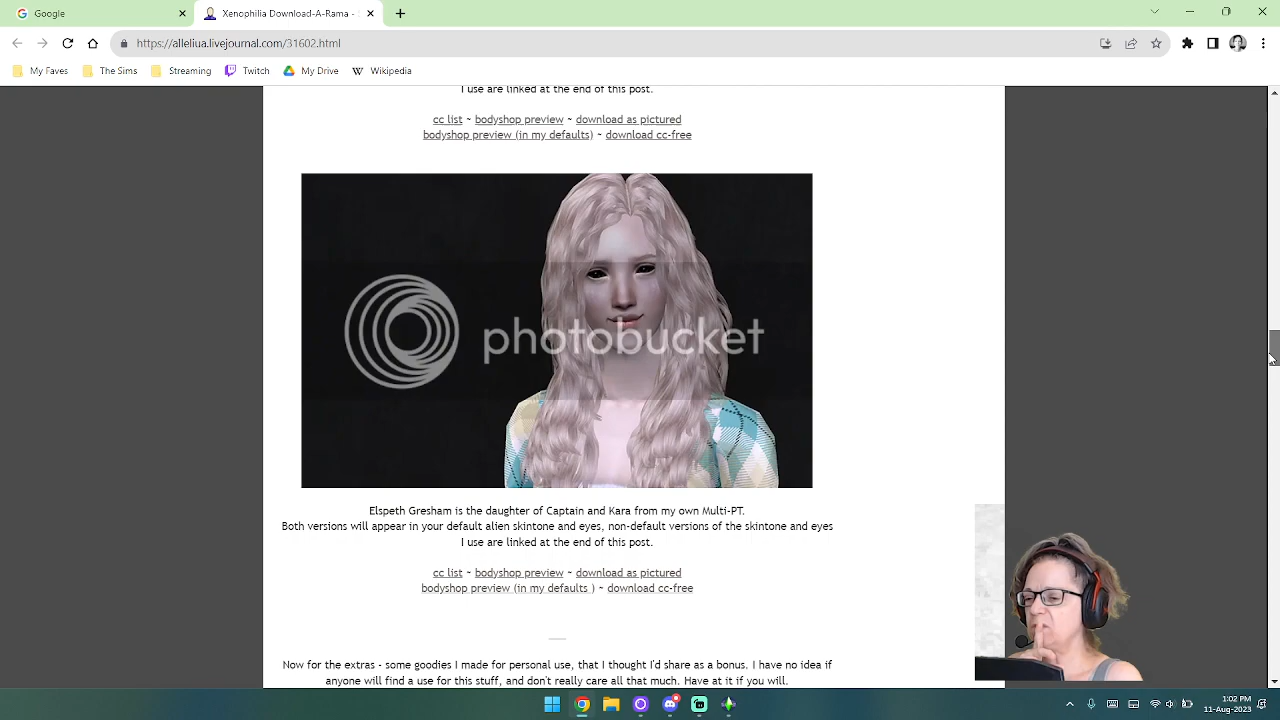 Google
Xenophilia Download-A-Rama -
https://alleliua.livejournal.com/31602.html
My Faves
The Sims
Streaming
Twitch
My Drive
Wikipedia
I use are linked at the end of this post.
cc list ~ bodyshop preview ~ download as pictured
bodyshop preview (in my defaults) ~ download cc-free
photobucket
Elspeth Gresham is the daughter of Captain and Kara from my own Multi-PT.
Both versions will appear in your default alien skintone and eyes, non-default versions of the skintone and eyes
I use are linked at the end of this post.
cc list ~ bodyshop preview ~ download as pictured
bodyshop preview (in my defaults ) ~ download cc-free
Now for the extras - some goodies I made for personal use, that I thought I'd share as a bonus. I have no idea if
anyone will find a use for this stuff, and don't really care all that much. Have at it if you will.
1:02 PM
11-Aug-2023